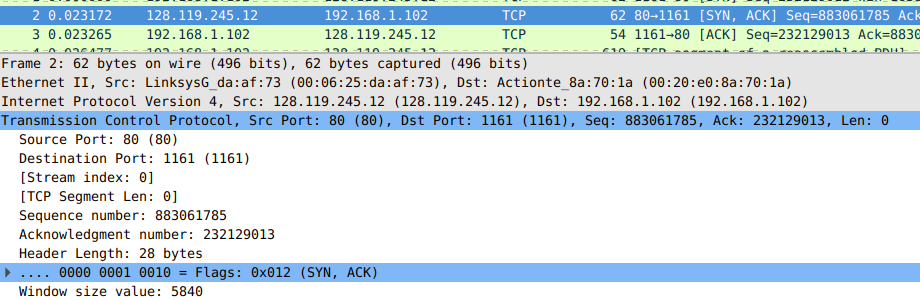 2 0.023172 128.119.245.12 192.168.1.102 TCP 62 80→1161 [SYN, ACK] Seq=883061785 Ack
3 0.023265 192.168.1.102 128.119.245.12 TCP 54 1161→80 [ACK] Seq=232129013 Ack=8830
Frame 2: 62 bytes on wire (496 bits), 62 bytes captured (496 bits)
Ethernet II, Src: LinksysG_da:af:73 (00:06:25:da:af:73), Dst: Actionte_8a:70:1a (00:20:e0:8a:70:1a)
Internet Protocol Version 4, Src: 128.119.245.12 (128.119.245.12), Dst: 192.168.1.102 (192.168.1.102)
Transmission Control Protocol, Src Port: 80 (80), Dst Port: 1161 (1161), Seq: 883061785, Ack: 232129013, Len: 0
Source Port: 80 (80)
Destination Port: 1161 (1161)
[Stream index: 0]
[TCP Segment Len: 0]
Sequence number: 883061785
Acknowledgment number: 232129013
Header Length: 28 bytes
.... 0000 0001 0010 = Flags: 0x012 (SYN, ACK)
Window size value: 5840